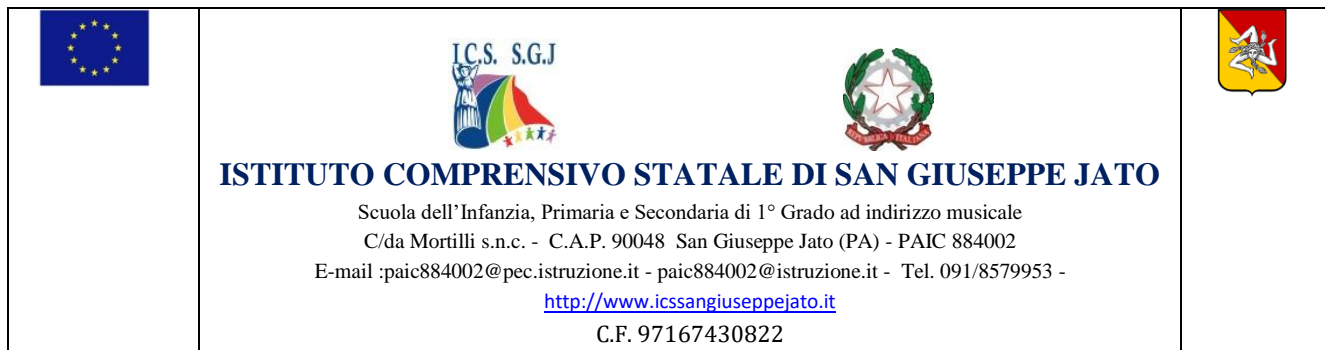 I.C.S. S.G.J
REPVBBLICA ITALIANA
ISTITUTO COMPRENSIVO STATALE DI SAN GIUSEPPE JATO
Scuola dell’Infanzia, Primaria e Secondaria di 1° Grado ad indirizzo musicale
C/da Mortilli s.n.c. - C.A.P. 90048 San Giuseppe Jato (PA) - PAIC 884002
E-mail :paic884002@pec.istruzione.it - paic884002@istruzione.it - Tel. 091/8579953 -
http://www.icssangiuseppejato.it
C.F. 97167430822